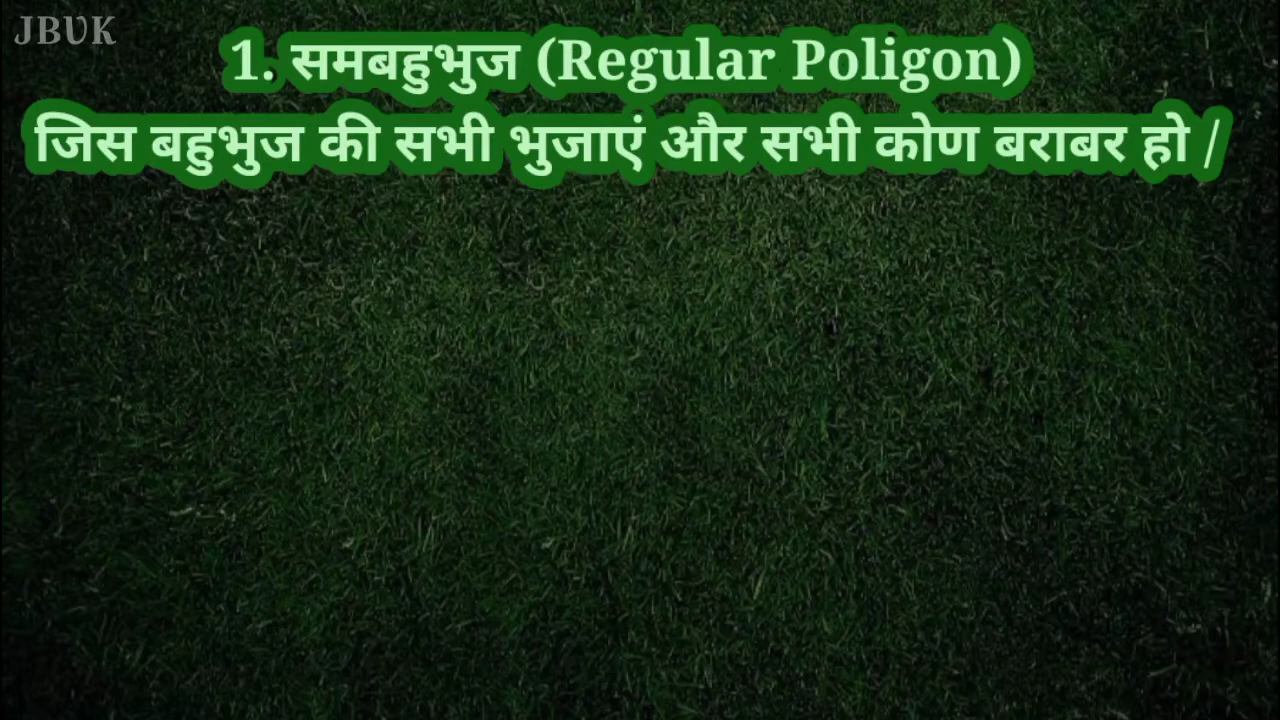 JBUK
1. समबहुभुज (Regular Poligon)
जिस बहुभुज की सभी भुजाएं और सभी कोण बराबर हो /